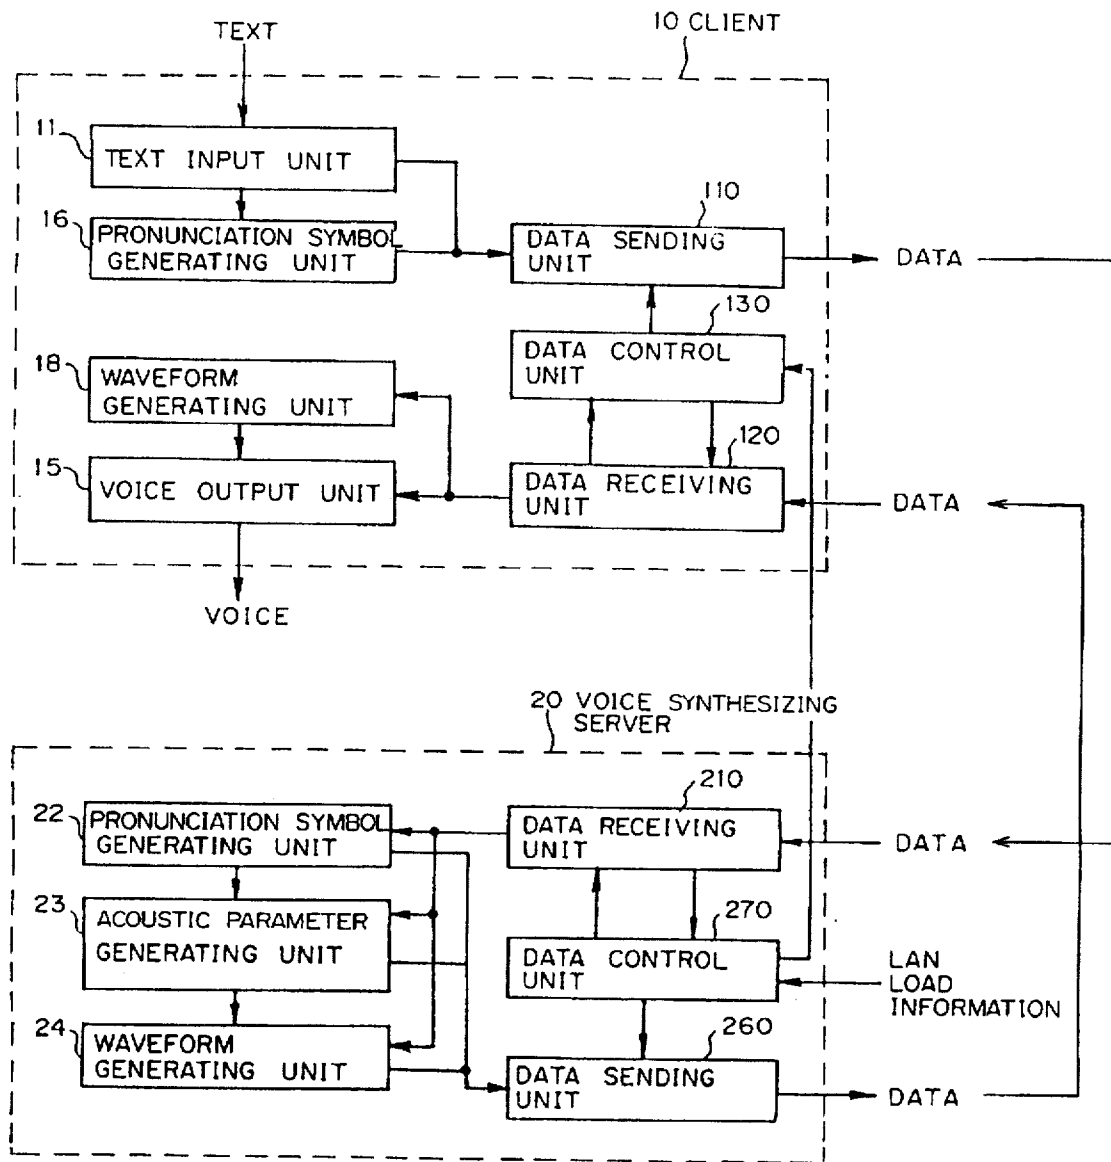 TEXT
10 CLIENT
11
TEXT INPUT UNIT
16
PRONUNCIATION SYMBOL
GENERATING UNIT
110
DATA SENDING
UNIT
DATA
130
DATA CONTROL
UNIT
18
WAVEFORM
GENERATING UNIT
15
VOICE OUTPUT UNIT
120
DATA RECEIVING
UNIT
DATA
VOICE
20 VOICE SYNTHESIZING
SERVER
22
PRONUNCIATION SYMBOL
GENERATING UNIT
210
DATA RECEIVING
UNIT
DATA
23
ACOUSTIC PARAMETER
GENERATING UNIT
270
DATA CONTROL
UNIT
LAN
LOAD
INFORMATION
24
WAVEFORM
GENERATING UNIT
260
DATA SENDING
UNIT
DATA